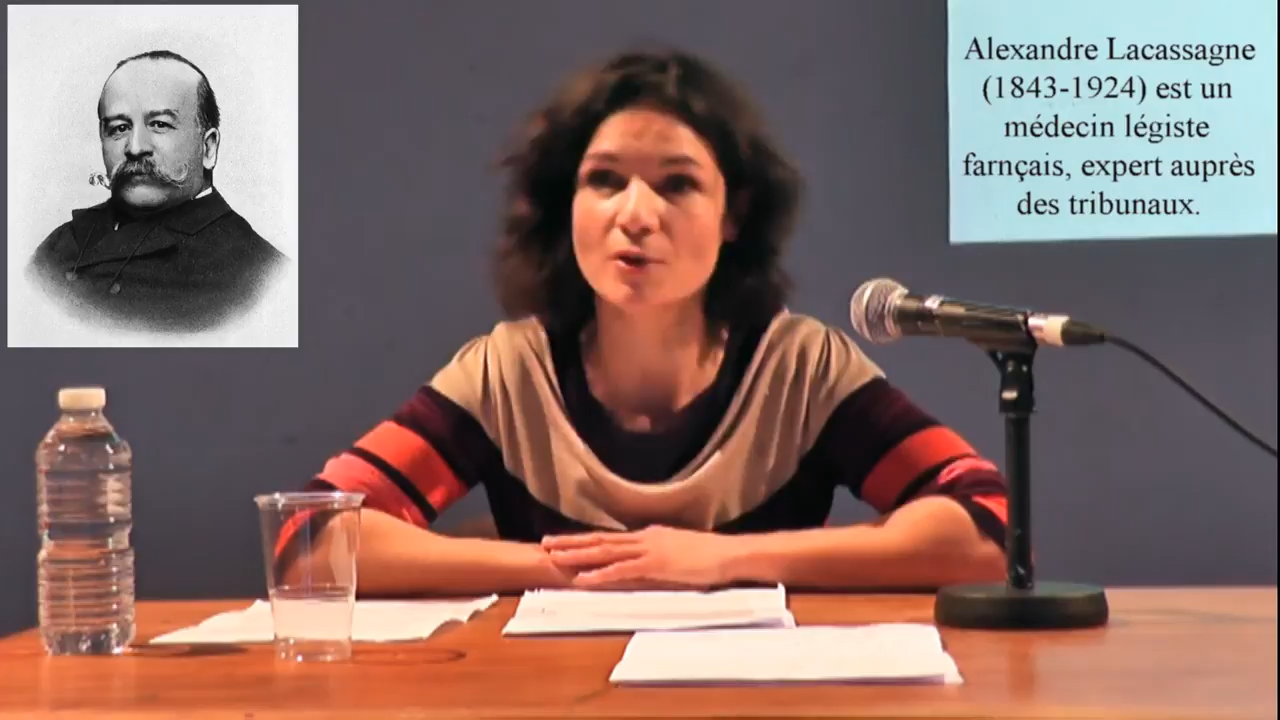 Alexandre Lacassagne
(1843-1924) est un
médecin légiste
farnçais, expert auprès
des tribunaux.